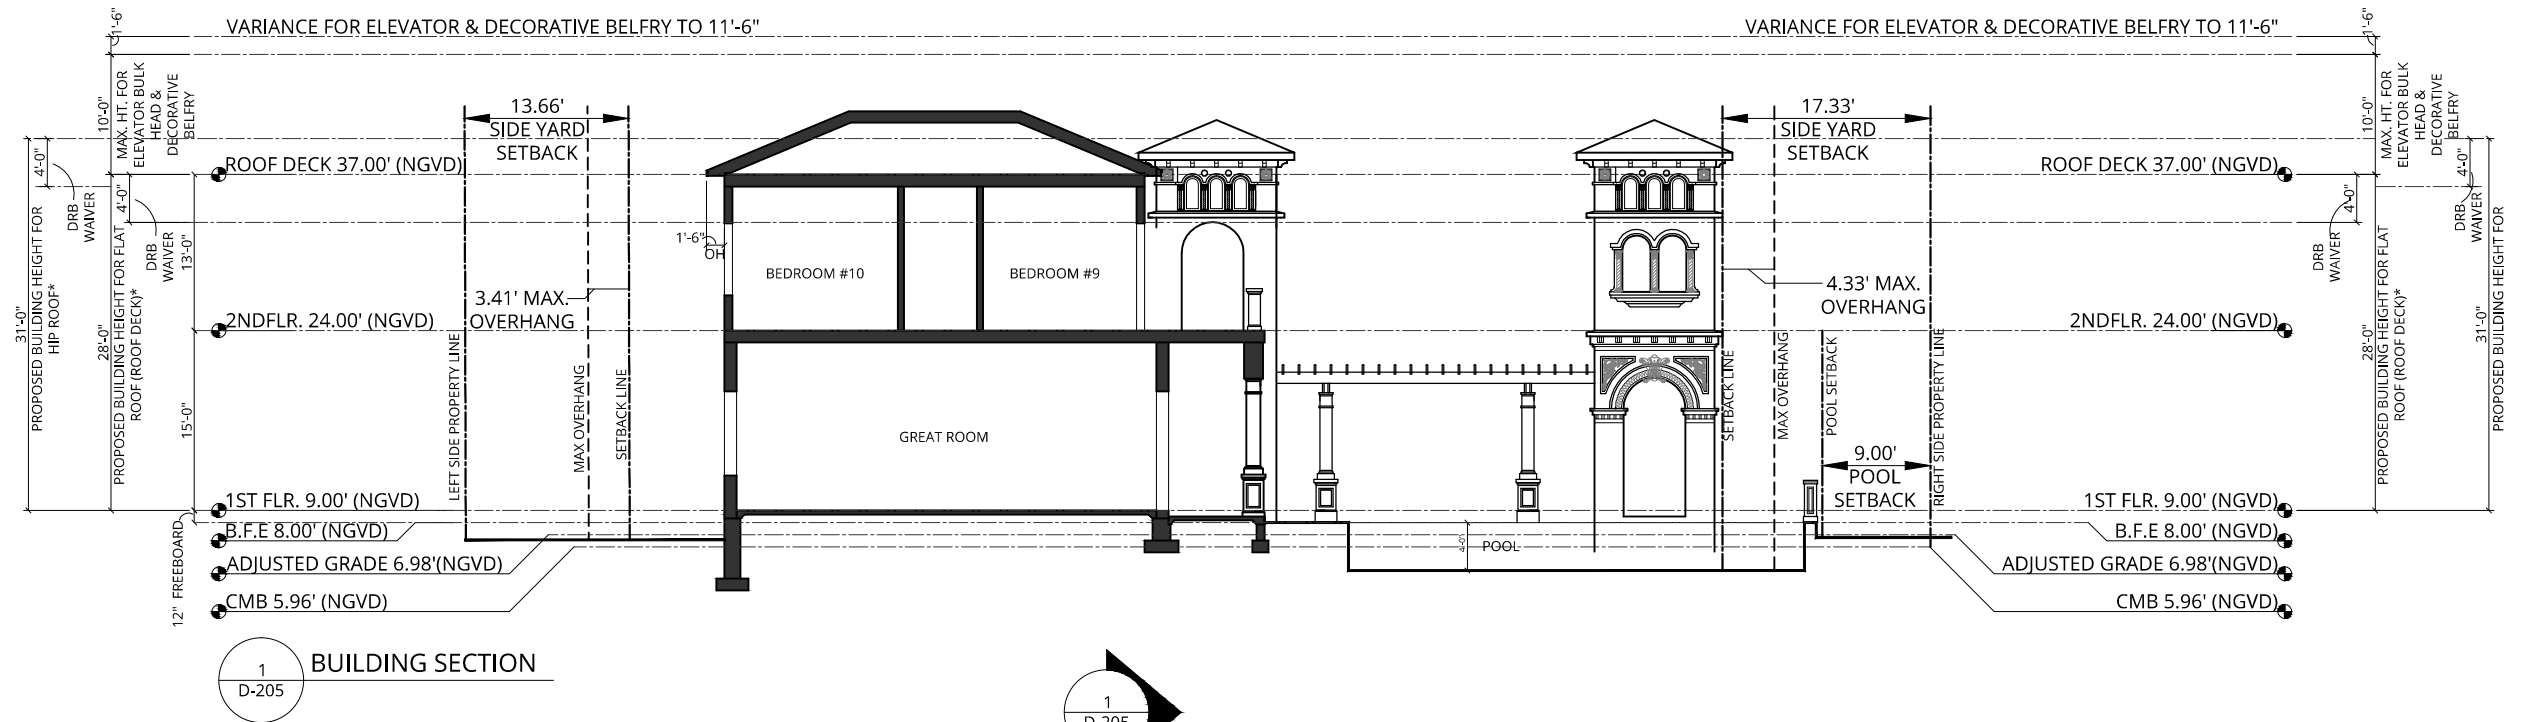 VARIANCE FOR ELEVATOR & DECORATIVE BELFRY TO 11'-6"
VARIANCE FOR ELEVATOR & DECORATIVE BELFRY TO 11'-6"
1'-6"
10'-0"
MAX. HT. FOR
ELEVATOR BULK
HEAD &
DECORATIVE
BELFRY
4'-0"
DRB
WAIVER
4'-0"
DRB
WAIVER
31'-0"
PROPOSED BUILDING HEIGHT FOR
HIP ROOF*
28'-0"
PROPOSED BUILDING HEIGHT FOR FLAT
ROOF (ROOF DECK)*
13'-0"
15'-0"
12" FREEBOARD
ROOF DECK 37.00' (NGVD)
2NDFLR. 24.00' (NGVD)
1ST FLR. 9.00' (NGVD)
B.F.E 8.00' (NGVD)
ADJUSTED GRADE 6.98'(NGVD)
CMB 5.96' (NGVD)
13.66'
SIDE YARD
SETBACK
3.41' MAX.
OVERHANG
LEFT SIDE PROPERTY LINE
MAX OVERHANG
SETBACK LINE
1'-6"
OH
BEDROOM #10
BEDROOM #9
GREAT ROOM
4'-0"
POOL
17.33'
SIDE YARD
SETBACK
4.33' MAX.
OVERHANG
SETBACK LINE
MAX OVERHANG
POOL SETBACK
9.00'
POOL
SETBACK
RIGHT SIDE PROPERTY LINE
ROOF DECK 37.00' (NGVD)
2NDFLR. 24.00' (NGVD)
1ST FLR. 9.00' (NGVD)
B.F.E 8.00' (NGVD)
ADJUSTED GRADE 6.98'(NGVD)
CMB 5.96' (NGVD)
1'-6"
10'-0"
MAX. HT. FOR
ELEVATOR BULK
HEAD &
DECORATIVE
BELFRY
4'-0"
DRB
WAIVER
4'-0"
DRB
WAIVER
28'-0"
PROPOSED BUILDING HEIGHT FOR FLAT
ROOF (ROOF DECK)*
31'-0"
PROPOSED BUILDING HEIGHT FOR
1
D-205
BUILDING SECTION
1
D-205